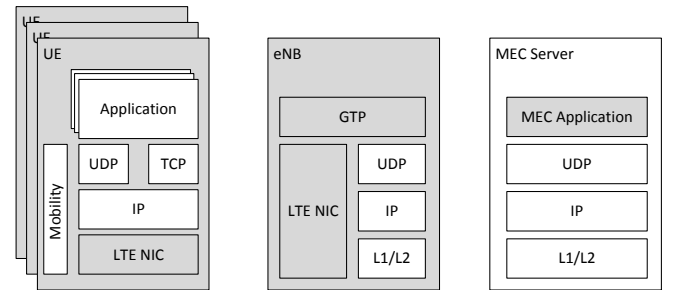 UE
UE
UE
Application
UDP
TCP
Mobility
IP
LTE NIC
eNB
GTP
LTE NIC
UDP
IP
L1/L2
MEC Server
MEC Application
UDP
IP
L1/L2